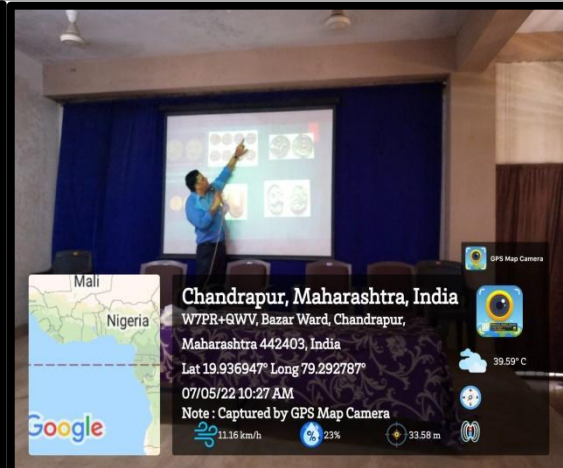 GPS Map Camera
Mali
Nigeria
Google
Chandrapur, Maharashtra, India
W7PR+QWV, Bazar Ward, Chandrapur,
Maharashtra 442403, India
Lat 19.936947° Long 79.292787°
07/05/22 10:27 AM
Note : Captured by GPS Map Camera
39.59° C
11.16 km/h
23%
33.58 m